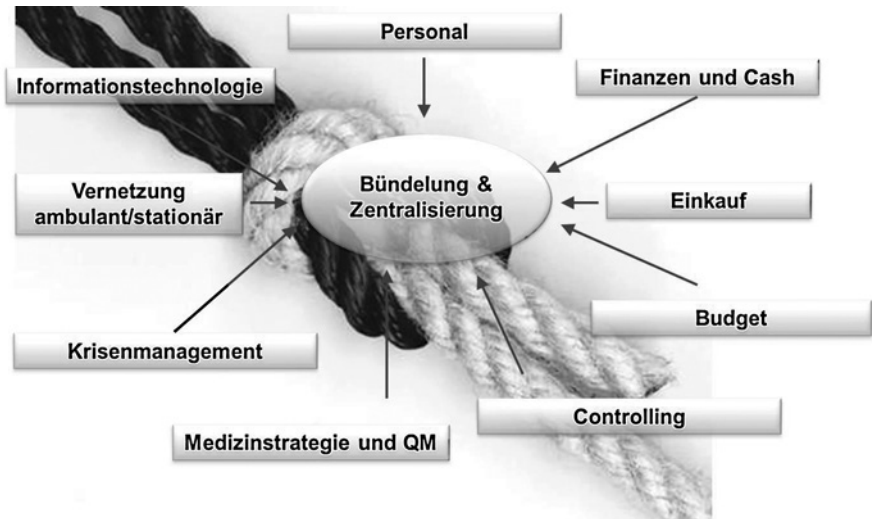 Personal
Informationstechnologie
Finanzen und Cash
Vernetzung
ambulant/stationär
Bündelung &
Zentralisierung
Einkauf
Budget
Krisenmanagement
Controlling
Medizinstrategie und QM